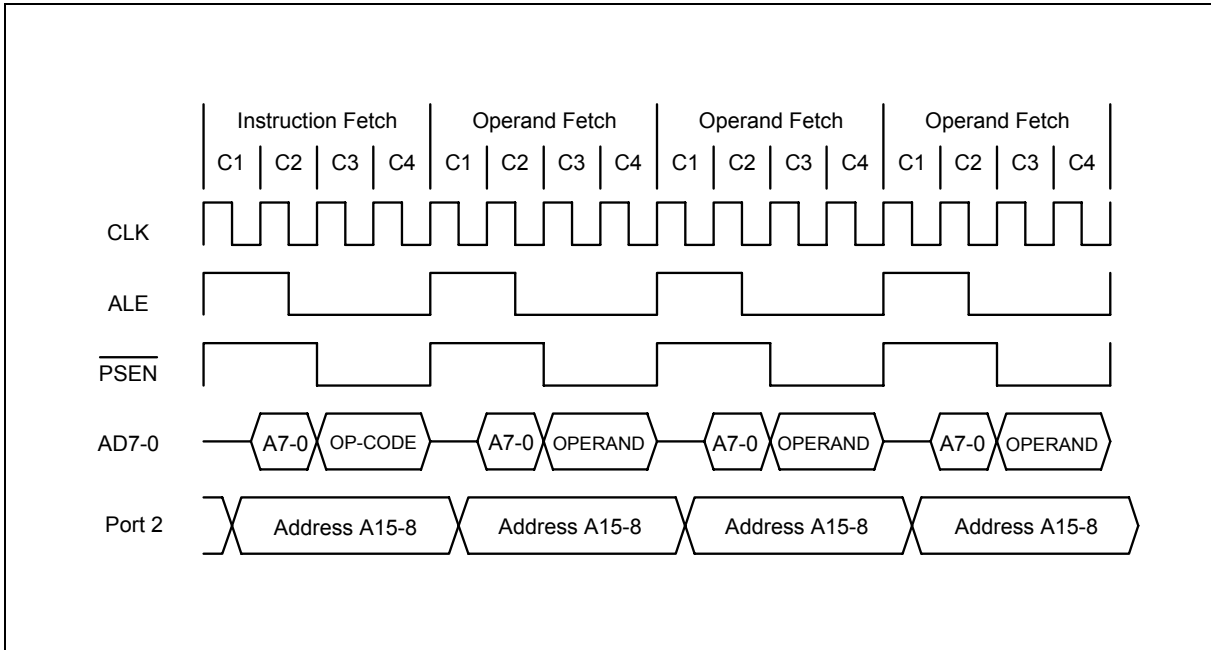 Instruction Fetch Operand Fetch Operand Fetch Operand Fetch
C1 C2 C3 C4 C1 C2 C3 C4 C1 C2 C3 C4 C1 C2 C3 C4
CLK
ALE
PSEN
AD7-0 A7-0 OP-CODE A7-0 OPERAND A7-0 OPERAND A7-0 OPERAND
Port 2 Address A15-8 Address A15-8 Address A15-8 Address A15-8